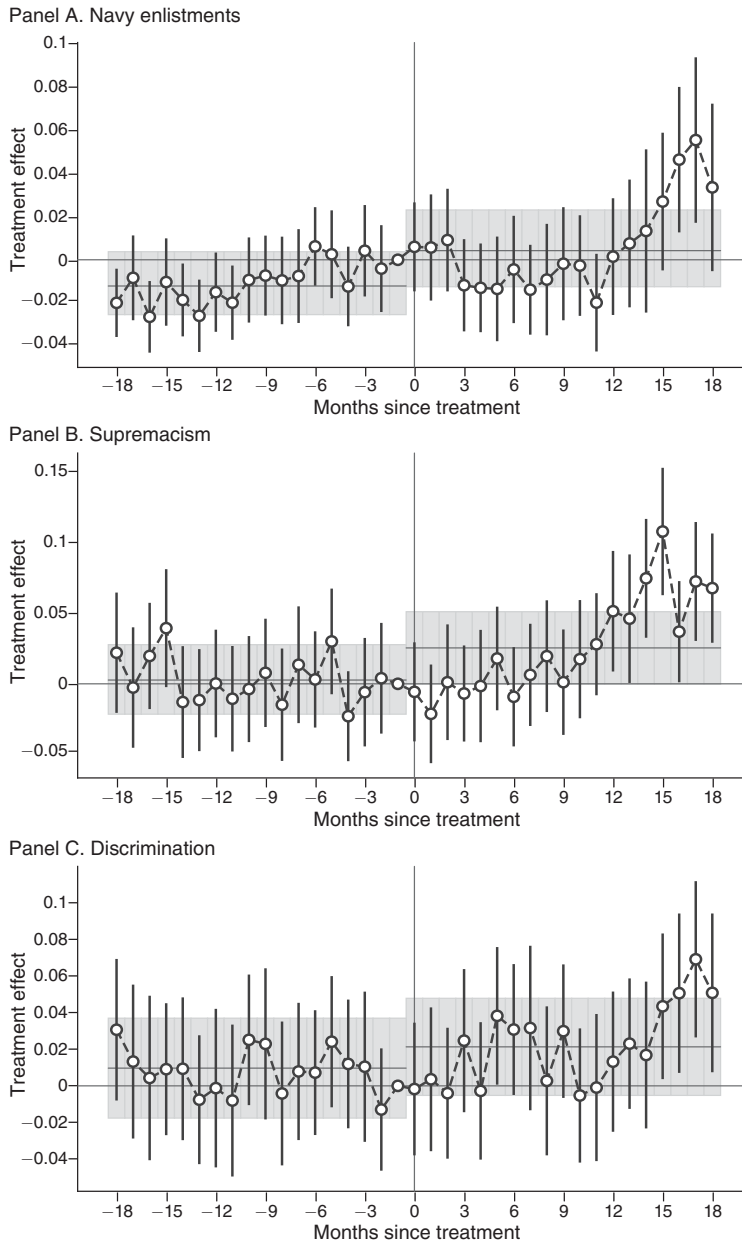 Panel A. Navy enlistments
0.1
0.08
0.06
0.04
0.02
0
−0.02
−0.04
Treatment effect
−18 −15 −12 −9 −6 −3 0 3 6 9 12 15 18
Months since treatment
Panel B. Supremacism
0.15
0.1
0.05
0
−0.05
Treatment effect
−18 −15 −12 −9 −6 −3 0 3 6 9 12 15 18
Months since treatment
Panel C. Discrimination
0.1
0.08
0.06
0.04
0.02
0
−0.02
−0.04
Treatment effect
−18 −15 −12 −9 −6 −3 0 3 6 9 12 15 18
Months since treatment